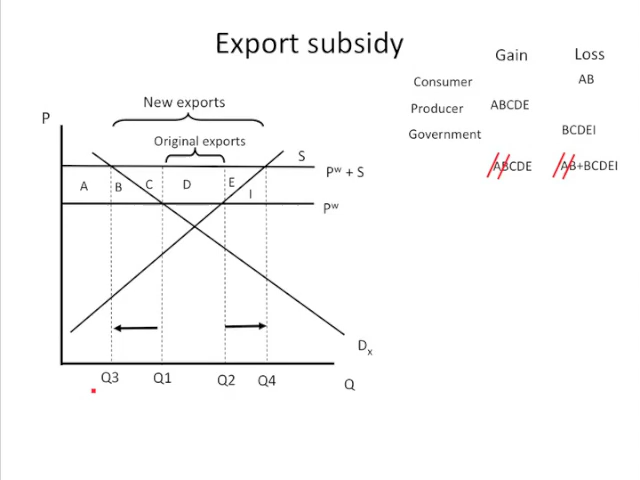 Export subsidy
Gain
Loss
Consumer
AB
Producer
ABCDE
Government
BCDEI
ABCDE
AB+BCDEI
New exports
P
Original exports
S
Pʷ + S
A
B
C
D
E
I
Pʷ
Dₓ
Q3
Q1
Q2
Q4
Q